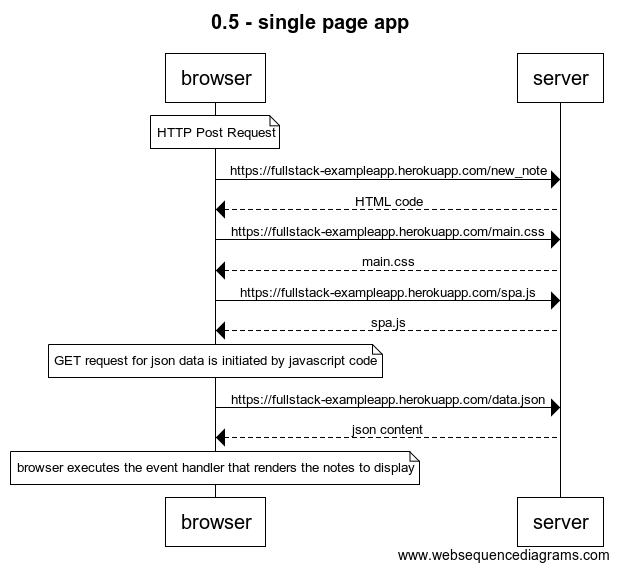 0.5 - single page app
browser
server
HTTP Post Request
https://fullstack-exampleapp.herokuapp.com/new_note
HTML code
https://fullstack-exampleapp.herokuapp.com/main.css
main.css
https://fullstack-exampleapp.herokuapp.com/spa.js
spa.js
GET request for json data is initiated by javascript code
https://fullstack-exampleapp.herokuapp.com/data.json
json content
browser executes the event handler that renders the notes to display
browser
server
www.websequencediagrams.com